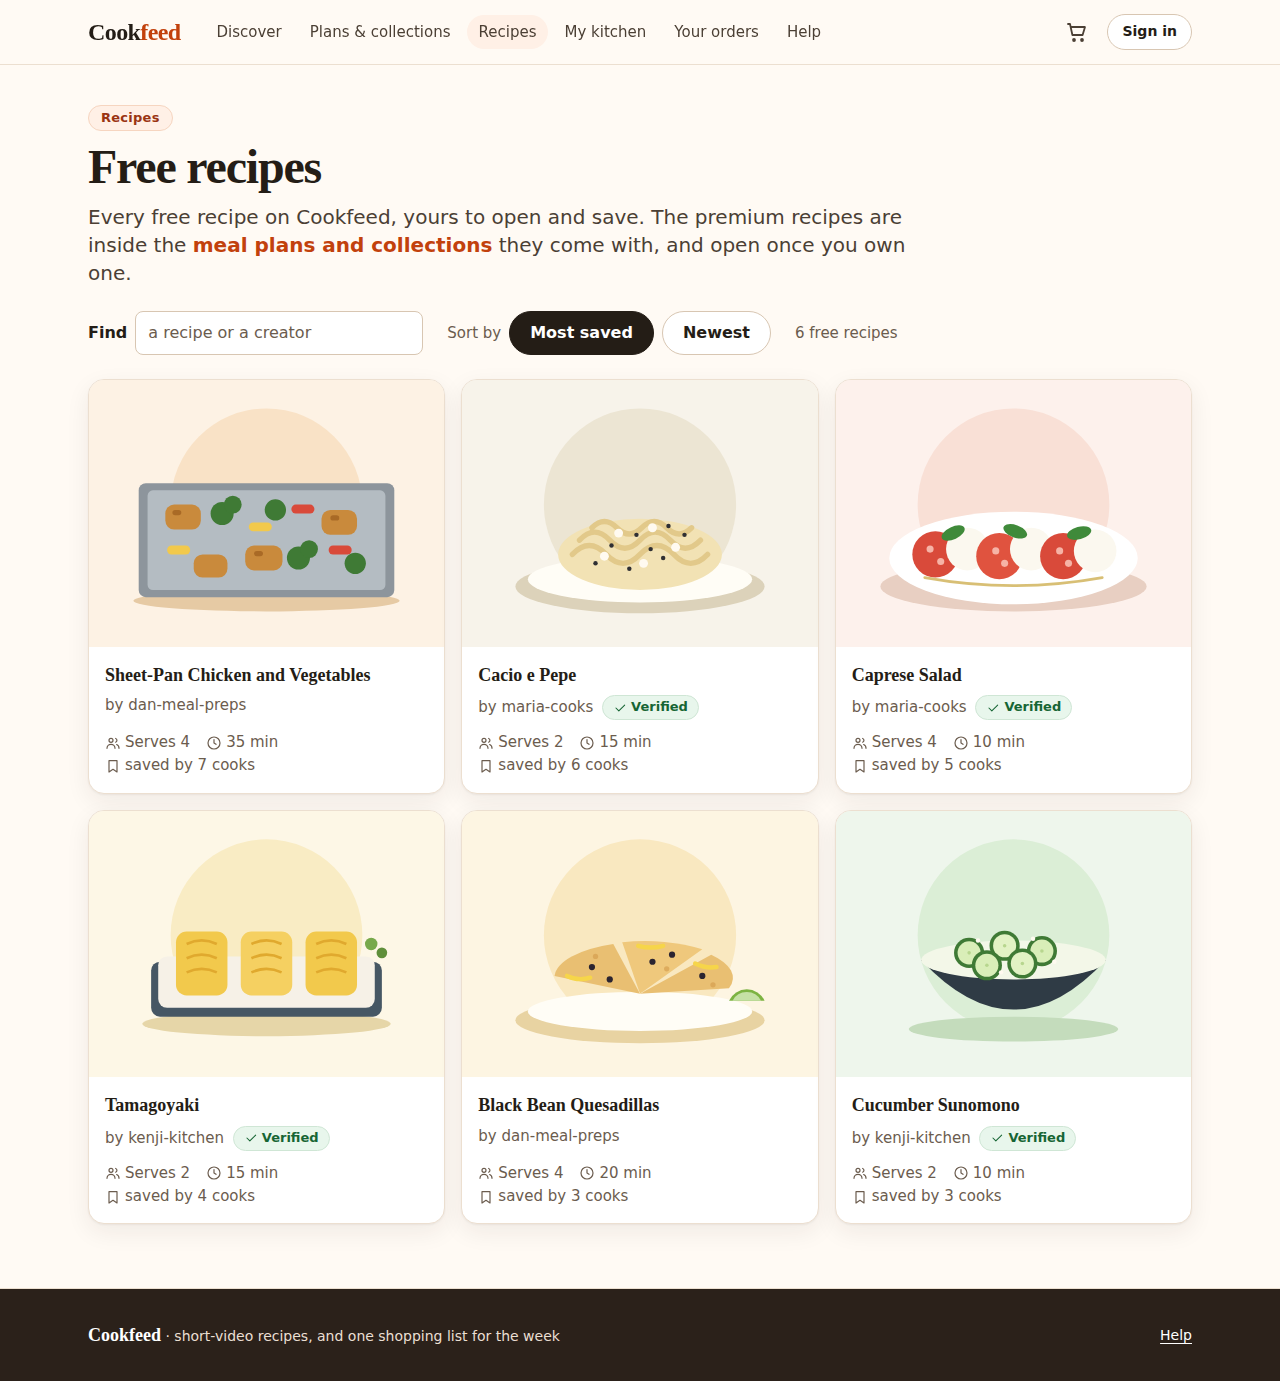 Cookfeed Discover Plans & collections Recipes My kitchen Your orders Help Sign in
Recipes
Free recipes
Every free recipe on Cookfeed, yours to open and save. The premium recipes are
inside the meal plans and collections they come with, and open once you own
one.
Find a recipe or a creator Sort by Most saved Newest 6 free recipes
Sheet-Pan Chicken and Vegetables
by dan-meal-preps
Serves 4 35 min
saved by 7 cooks
Cacio e Pepe
by maria-cooks Verified
Serves 2 15 min
saved by 6 cooks
Caprese Salad
by maria-cooks Verified
Serves 4 10 min
saved by 5 cooks
Tamagoyaki
by kenji-kitchen Verified
Serves 2 15 min
saved by 4 cooks
Black Bean Quesadillas
by dan-meal-preps
Serves 4 20 min
saved by 3 cooks
Cucumber Sunomono
by kenji-kitchen Verified
Serves 2 10 min
saved by 3 cooks
Cookfeed · short-video recipes, and one shopping list for the week Help